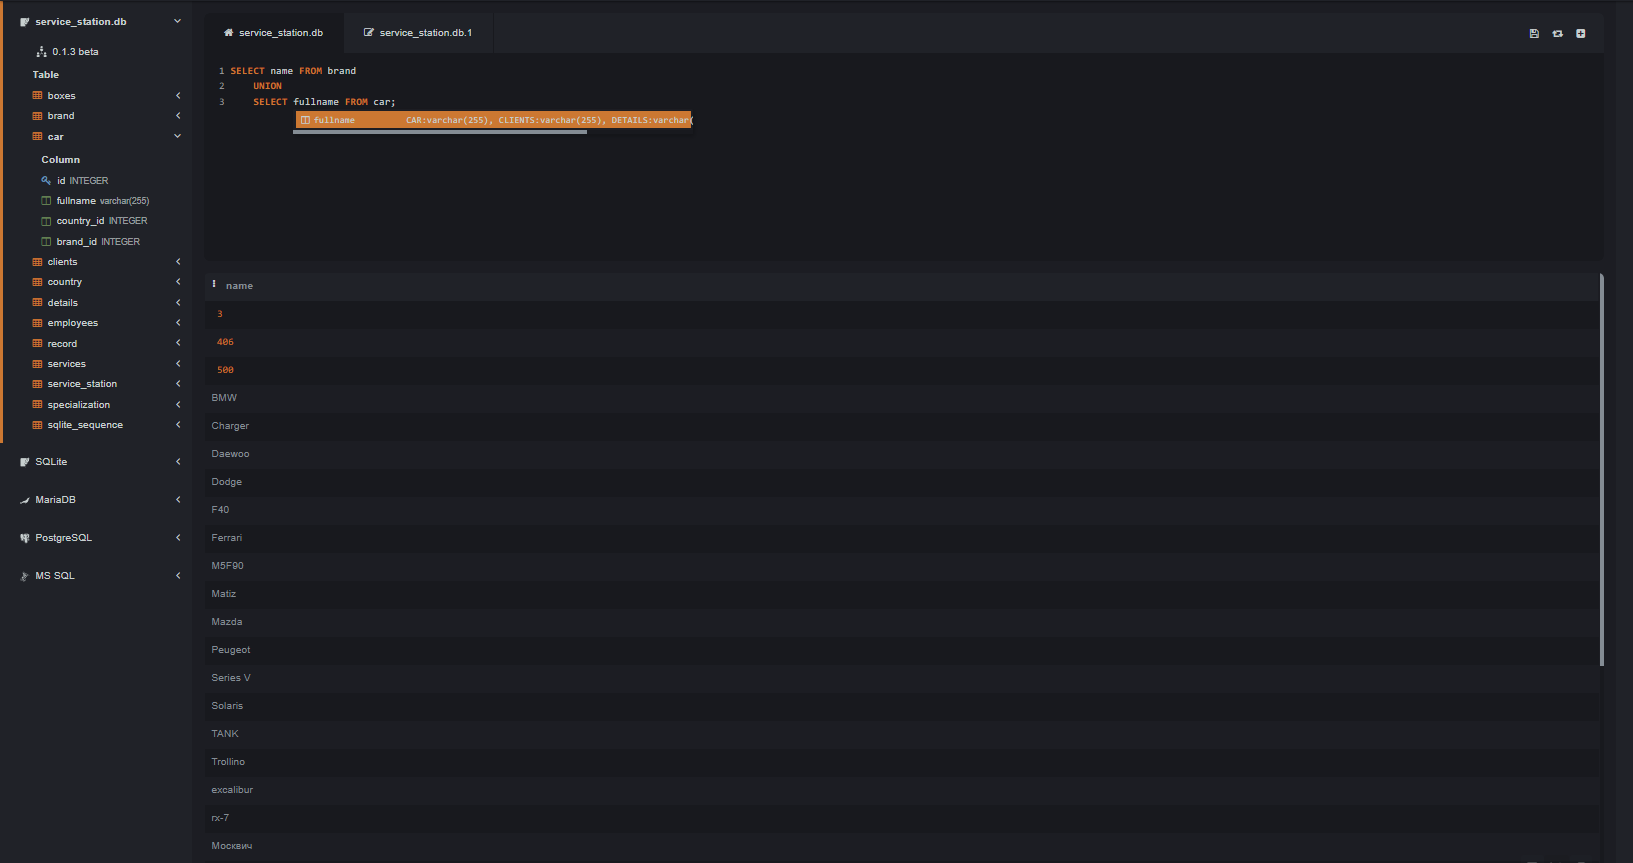 service_station.db
0.1.3 beta
Table
boxes
brand
car
Column
id INTEGER
fullname varchar(255)
country_id INTEGER
brand_id INTEGER
clients
country
details
employees
record
services
service_station
specialization
sqlite_sequence
SQLite
MariaDB
PostgreSQL
MS SQL
service_station.db service_station.db.1
1 SELECT name FROM brand
2 UNION
3 SELECT fullname FROM car;
fullname CAR:varchar(255), CLIENTS:varchar(255), DETAILS:varchar(
name
3
406
500
BMW
Charger
Daewoo
Dodge
F40
Ferrari
M5F90
Matiz
Mazda
Peugeot
Series V
Solaris
TANK
Trollino
excalibur
rx-7
Москвич